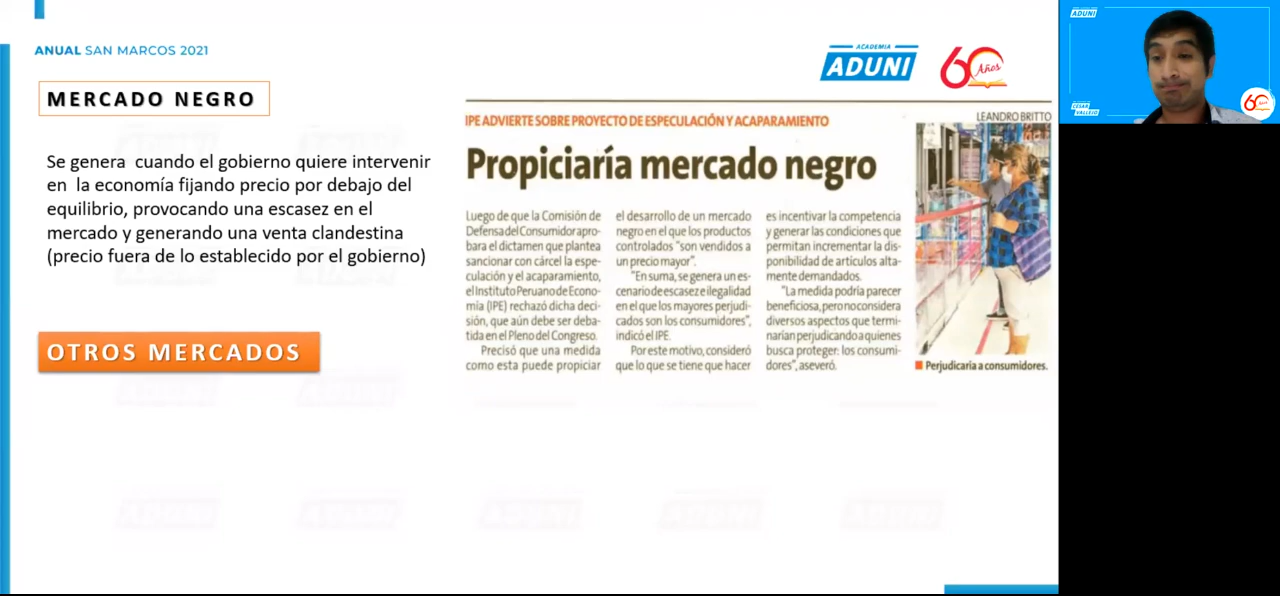 ANUAL SAN MARCOS 2021
MERCADO NEGRO
Se genera cuando el gobierno quiere intervenir
en la economía fijando precio por debajo del
equilibrio, provocando una escasez en el
mercado y generando una venta clandestina
(precio fuera de lo establecido por el gobierno)
OTROS MERCADOS
ACADEMIA
ADUNI
60 Años
IPE ADVIERTE SOBRE PROYECTO DE ESPECULACIÓN Y ACAPARAMIENTO
Propiciaría mercado negro
Luego de que la Comisión de
Defensa del Consumidor apro-
bara el dictamen que plantea
sancionar con cárcel la espe-
culación y el acaparamiento,
el Instituto Peruano de Econo-
mía (IPE) rechazó dicha deci-
sión, que aún debe ser deba-
tida en el Pleno del Congreso.
Precisó que una medida
como esta puede propiciar
el desarrollo de un mercado
negro en el que los productos
controlados "son vendidos a
un precio mayor".
"En suma, se genera un es-
cenario de escasez e ilegalidad
en el que los mayores perjudi-
cados son los consumidores",
indicó el IPE.
Por este motivo, consideró
que lo que se tiene que hacer
es incentivar la competencia
y generar las condiciones que
permitan incrementar la dis-
ponibilidad de artículos alta-
mente demandados.
"La medida podría parecer
beneficiosa, pero no considera
diversos aspectos que termi-
narían perjudicando a quienes
busca proteger: los consumi-
dores", aseveró.
LEANDRO BRITTO
Perjudicaría a consumidores.
ADUNI
CESAR
VALLEJO
60